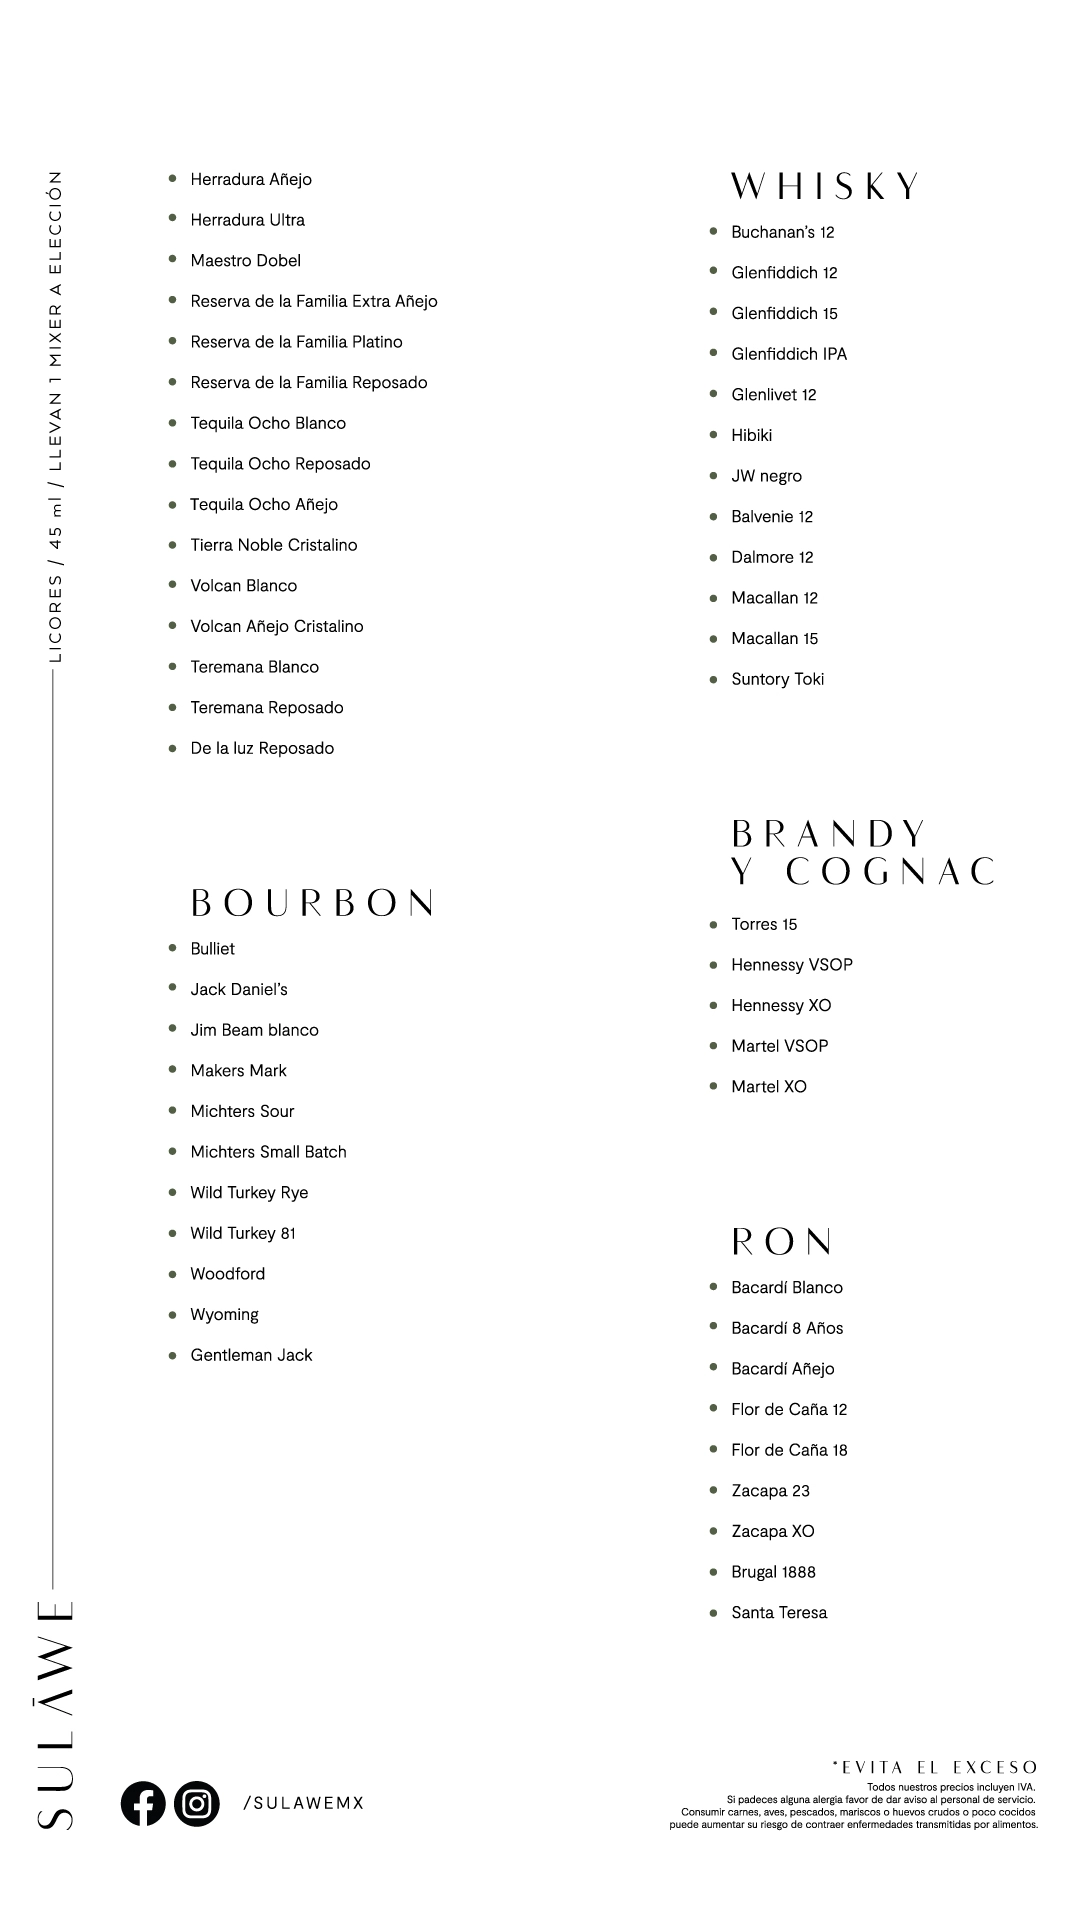 LICORES / 45 ml / LLEVAN 1 MIXER A ELECCIÓN
SULĀWE
Herradura Añejo
Herradura Ultra
Maestro Dobel
Reserva de la Familia Extra Añejo
Reserva de la Familia Platino
Reserva de la Familia Reposado
Tequila Ocho Blanco
Tequila Ocho Reposado
Tequila Ocho Añejo
Tierra Noble Cristalino
Volcan Blanco
Volcan Añejo Cristalino
Teremana Blanco
Teremana Reposado
De la luz Reposado
BOURBON
Bulliet
Jack Daniel’s
Jim Beam blanco
Makers Mark
Michters Sour
Michters Small Batch
Wild Turkey Rye
Wild Turkey 81
Woodford
Wyoming
Gentleman Jack
WHISKY
Buchanan’s 12
Glenfiddich 12
Glenfiddich 15
Glenfiddich IPA
Glenlivet 12
Hibiki
JW negro
Balvenie 12
Dalmore 12
Macallan 12
Macallan 15
Suntory Toki
BRANDY
Y COGNAC
Torres 15
Hennessy VSOP
Hennessy XO
Martel VSOP
Martel XO
RON
Bacardí Blanco
Bacardí 8 Años
Bacardí Añejo
Flor de Caña 12
Flor de Caña 18
Zacapa 23
Zacapa XO
Brugal 1888
Santa Teresa
/SULAWEMX
*EVITA EL EXCESO
Todos nuestros precios incluyen IVA.
Si padeces alguna alergia favor de dar aviso al personal de servicio.
Consumir carnes, aves, pescados, mariscos o huevos crudos o poco cocidos
puede aumentar su riesgo de contraer enfermedades transmitidas por alimentos.